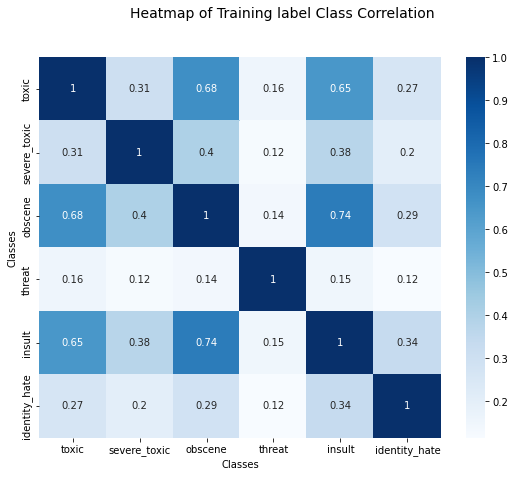 Heatmap of Training label Class Correlation
toxic 1 0.31 0.68 0.16 0.65 0.27
severe_toxic 0.31 1 0.4 0.12 0.38 0.2
obscene 0.68 0.4 1 0.14 0.74 0.29
threat 0.16 0.12 0.14 1 0.15 0.12
insult 0.65 0.38 0.74 0.15 1 0.34
identity_hate 0.27 0.2 0.29 0.12 0.34 1
Classes
toxic severe_toxic obscene threat insult identity_hate
Classes
1.0
0.9
0.8
0.7
0.6
0.5
0.4
0.3
0.2